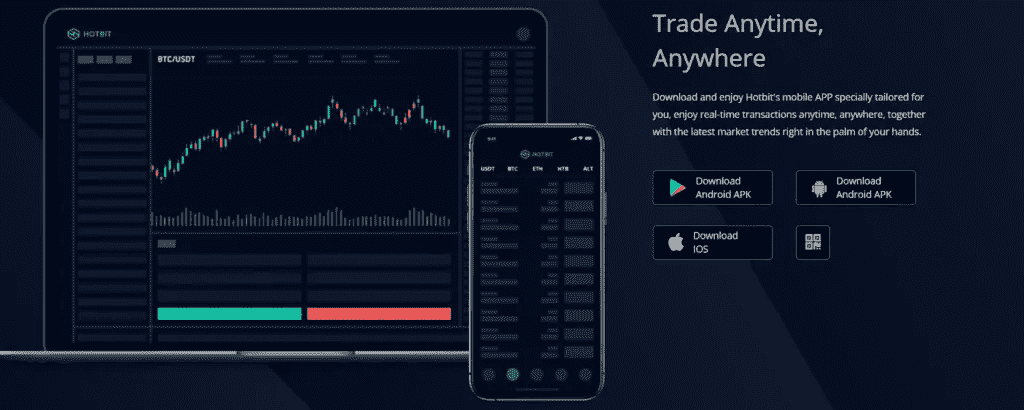 HOTBIT
BTC/USDT
9:41
HOTBIT
USDT BTC ETH HTB ALT
Trade Anytime,
Anywhere
Download and enjoy Hotbit's mobile APP specially tailored for
you, enjoy real-time transactions anytime, anywhere, together
with the latest market trends right in the palm of your hands.
Download
Android APK
Download
Android APK
Download
IOS